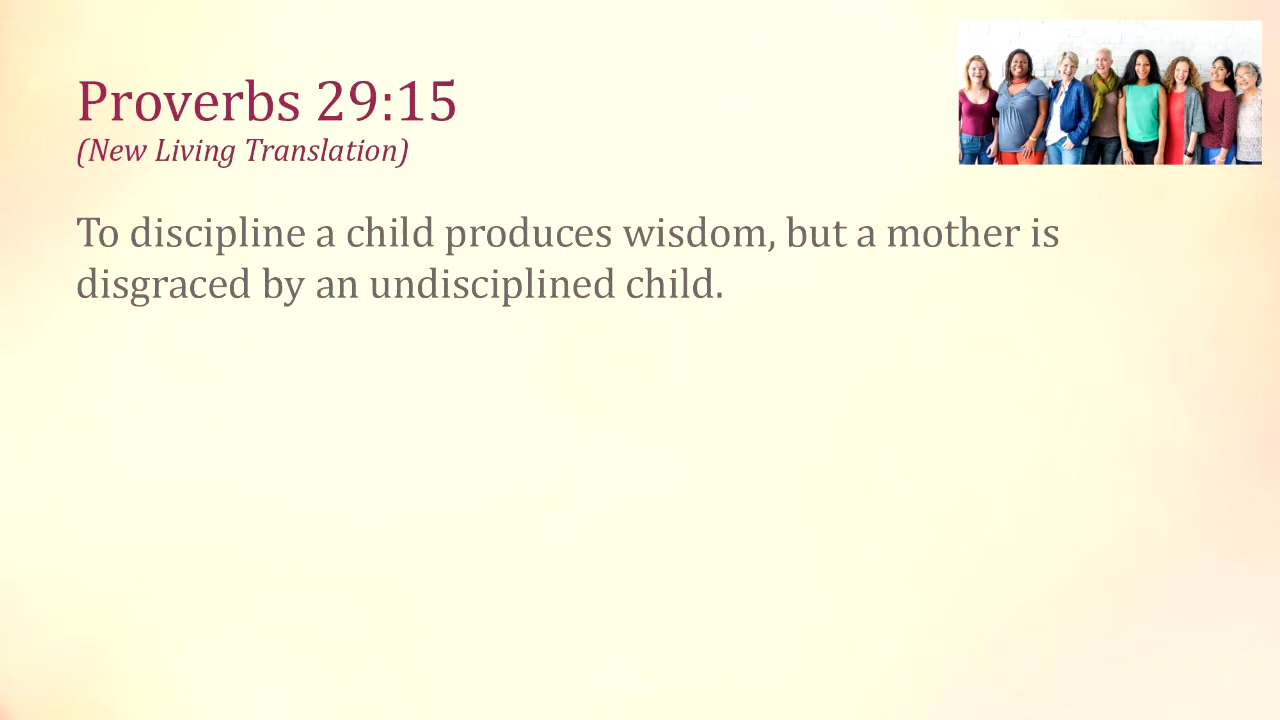 Proverbs 29:15
(New Living Translation)
To discipline a child produces wisdom, but a mother is
disgraced by an undisciplined child.